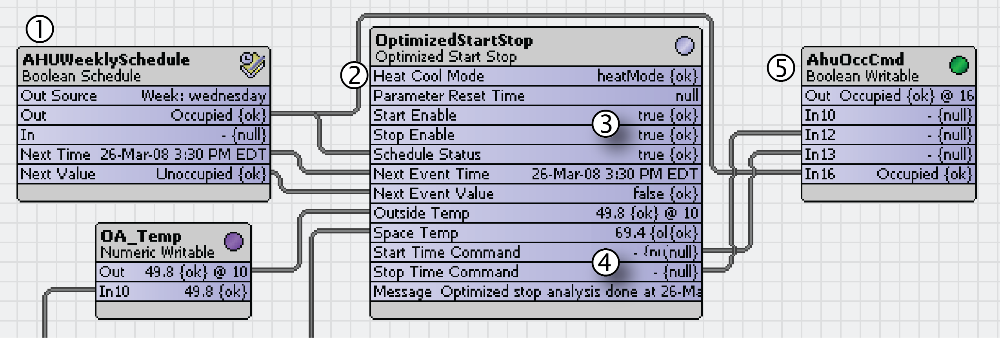 ①
AHUWeeklySchedule
Boolean Schedule
Out Source Week: wednesday
Out Occupied {ok}
In - {null}
Next Time 26-Mar-08 3:30 PM EDT
Next Value Unoccupied {ok}
OA_Temp
Numeric Writable
Out 49.8 {ok} @ 10
In10 49.8 {ok}
OptimizedStartStop
Optimized Start Stop
②
Heat Cool Mode heatMode {ok}
Parameter Reset Time null
Start Enable true {ok}
③
Stop Enable true {ok}
Schedule Status true {ok}
Next Event Time 26-Mar-08 3:30 PM EDT
Next Event Value false {ok}
Outside Temp 49.8 {ok} @ 10
Space Temp 69.4 {ol{ok}
Start Time Command - {nu(null}
④
Stop Time Command - {null}
Message Optimized stop analysis done at 26-Ma
⑤
AhuOccCmd
Boolean Writable
Out Occupied {ok} @ 16
In10 - {null}
In12 - {null}
In13 - {null}
In16 Occupied {ok}